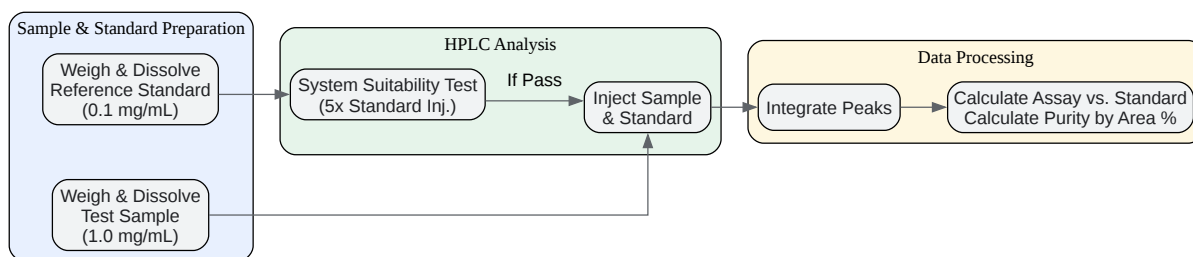 Sample & Standard Preparation
Weigh & Dissolve
Reference Standard
(0.1 mg/mL)
Weigh & Dissolve
Test Sample
(1.0 mg/mL)
HPLC Analysis
System Suitability Test
(5x Standard Inj.)
If Pass
Inject Sample
& Standard
Data Processing
Integrate Peaks
Calculate Assay vs. Standard
Calculate Purity by Area %